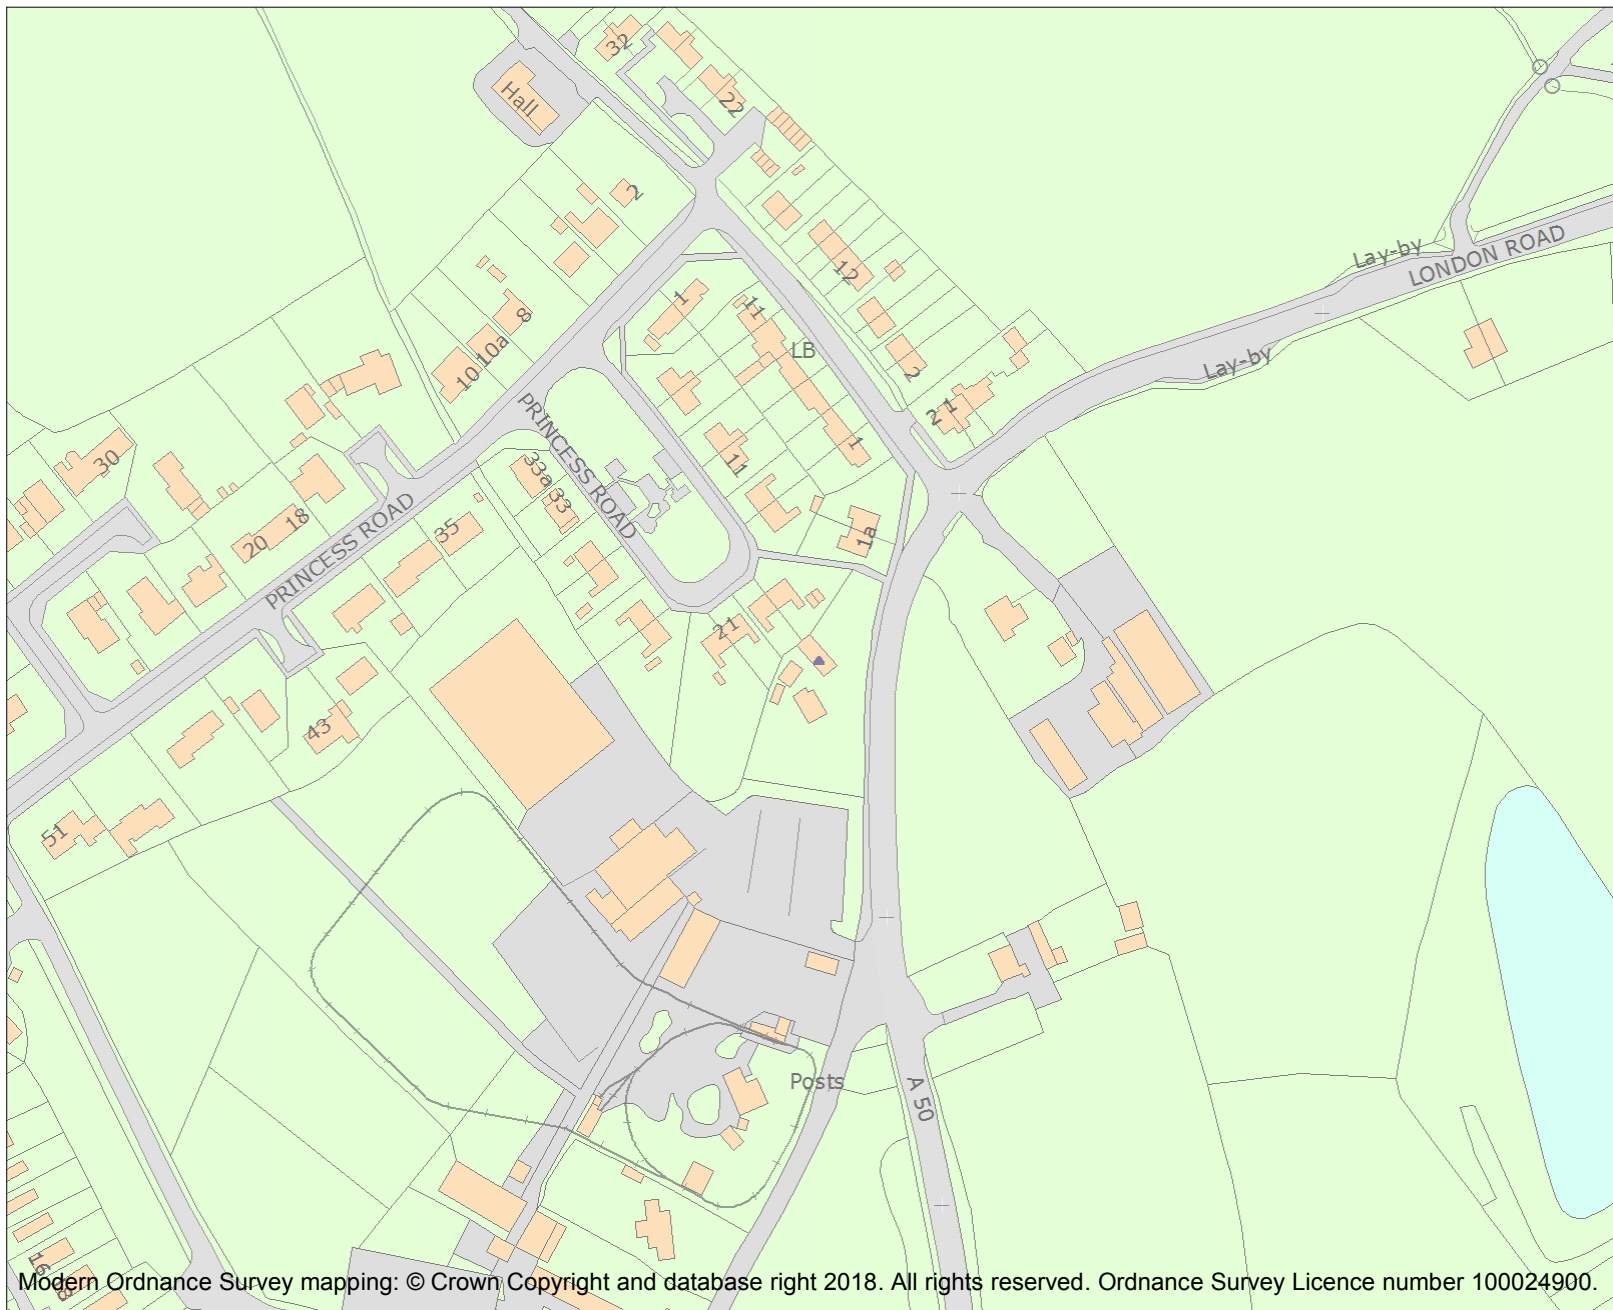 32
Hall
22
2
Lay-by
LONDON ROAD
12
1
11
8
LB
10a
Lay-by
10
2
PRINCESS ROAD
2 1
1
30
11
33a
33
18
35
20
1a
PRINCESS ROAD
21
43
51
Posts
A 50
16
8
Modern Ordnance Survey mapping: © Crown Copyright and database right 2018. All rights reserved. Ordnance Survey Licence number 100024900.